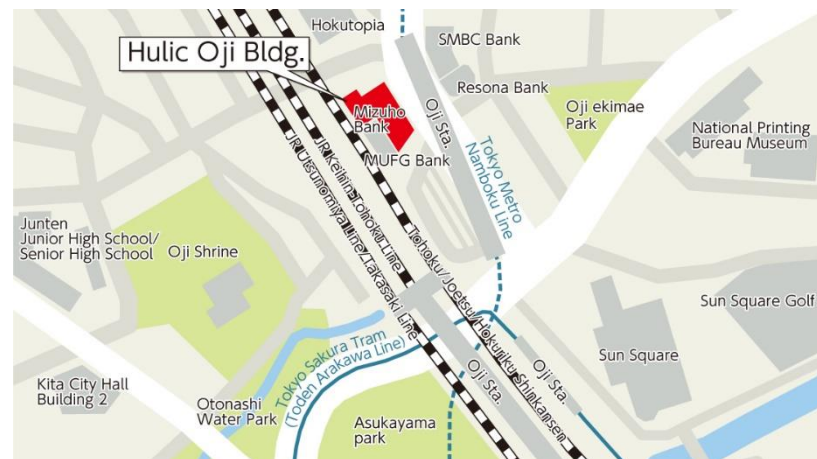 Hokutopia
SMBC Bank
Hulic Oji Bldg.
Resona Bank
Mizuho
Bank
Oji Sta.
Oji ekimae
Park
National Printing
Bureau Museum
MUFG Bank
Tokyo Metro
Namboku Line
JR Utsunomiya Line/Takasaki Line
JR Keihin-Tohoku Line
Tohoku/Joetsu/Hokuriku Shinkansen
Junten
Junior High School/
Senior High School
Oji Shrine
Sun Square Golf
Sun Square
Tokyo Sakura Tram
(Toden Arakawa Line)
Oji Sta.
Oji Sta.
Kita City Hall
Building 2
Otonashi
Water Park
Asukayama
park